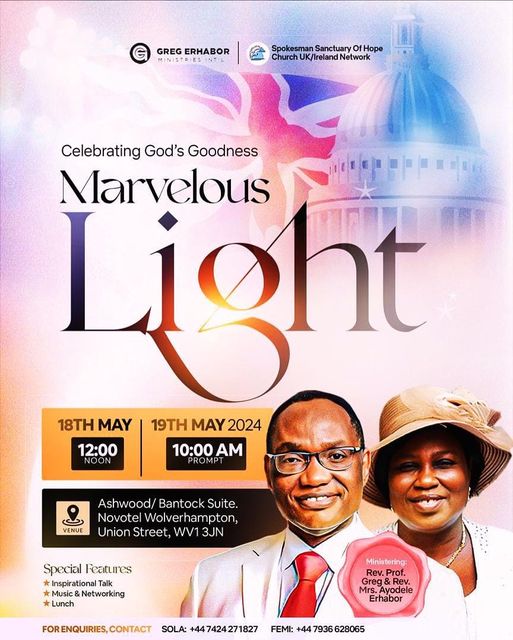 GREG ERHABOR
MINISTRIES INT'L
Spokesman Sanctuary Of Hope
Church UK/Ireland Network
Celebrating God's Goodness
Marvelous
Light
18TH MAY
12:00
NOON
19TH MAY 2024
10:00 AM
PROMPT
VENUE
Ashwood/ Bantock Suite.
Novotel Wolverhampton,
Union Street, WV1 3JN
Special Features
Inspirational Talk
Music & Networking
Lunch
Ministering:
Rev. Prof.
Greg & Rev.
Mrs. Ayodele
Erhabor
FOR ENQUIRIES, CONTACT SOLA: +44 7424 271827 FEMI: +44 7936 628065